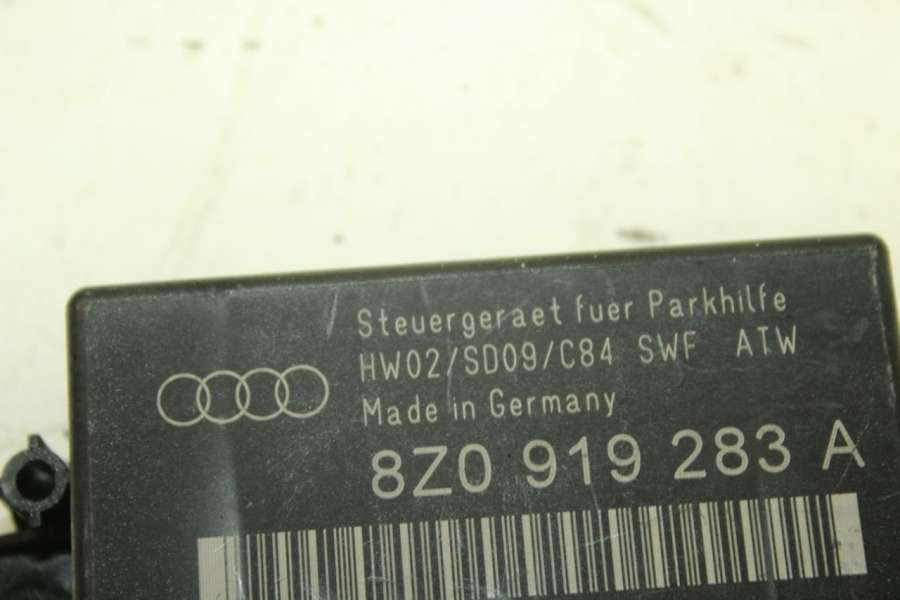 Steuergeraet fuer Parkhilfe
HW02/SD09/C84 SWF ATW
Made in Germany
8Z0 919 283 A